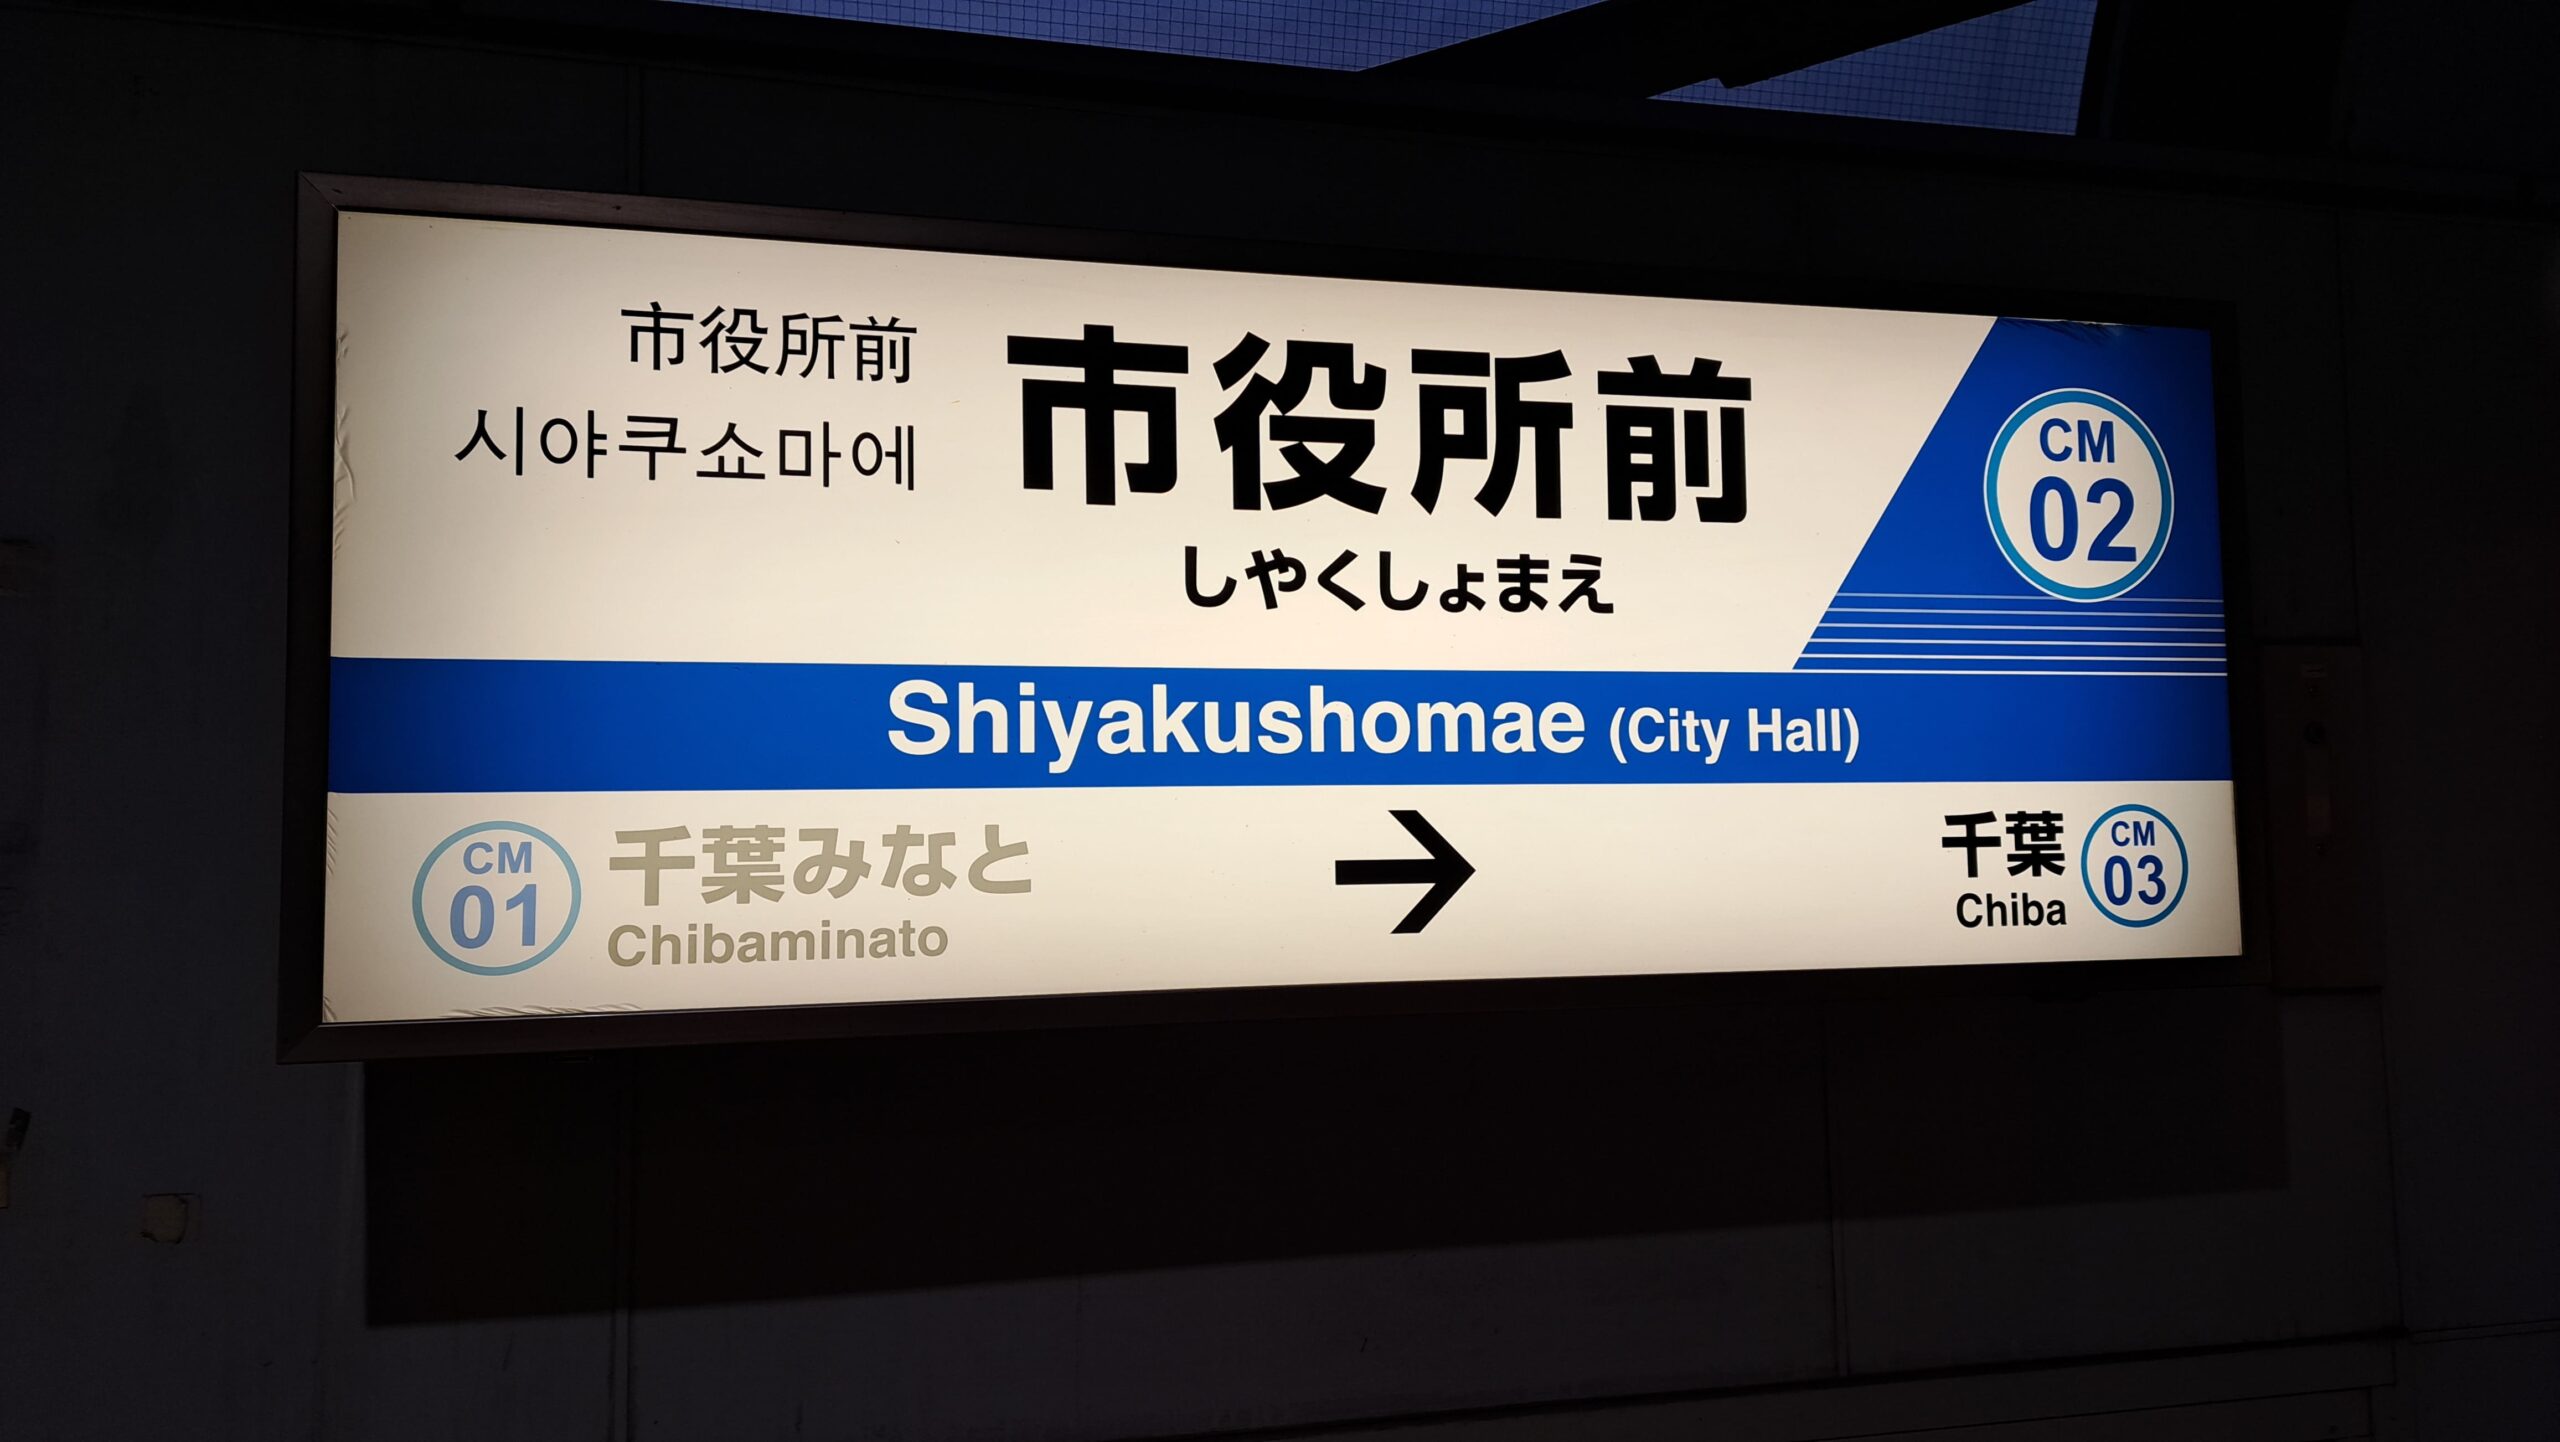 市役所前
시야쿠쇼마에
市役所前
しやくしょまえ
CM
02
Shiyakushomae (City Hall)
CM
01
千葉みなと
Chibaminato
→
千葉
Chiba
CM
03